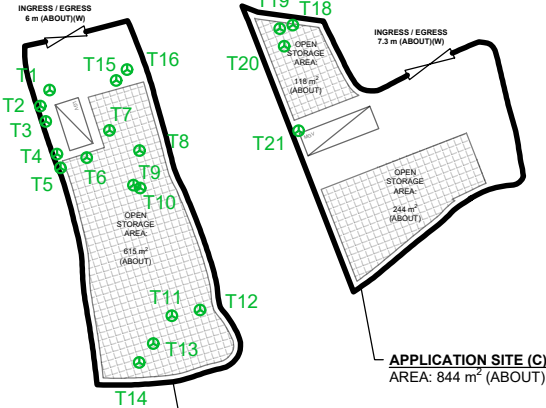 INGRESS / EGRESS
6 m (ABOUT)(W)
T1
T2
T3
T4
T5
T6
T7
T8
T9
T10
T11
T12
T13
T14
T15
T16
LGV
OPEN
STORAGE
AREA:
615 m²
(ABOUT)
T18
T20
T21
OPEN
STORAGE
AREA:
118 m²
(ABOUT)
INGRESS / EGRESS
7.3 m (ABOUT)(W)
OPEN
STORAGE
AREA:
244 m²
(ABOUT)
APPLICATION SITE (C)
AREA: 844 m² (ABOUT)